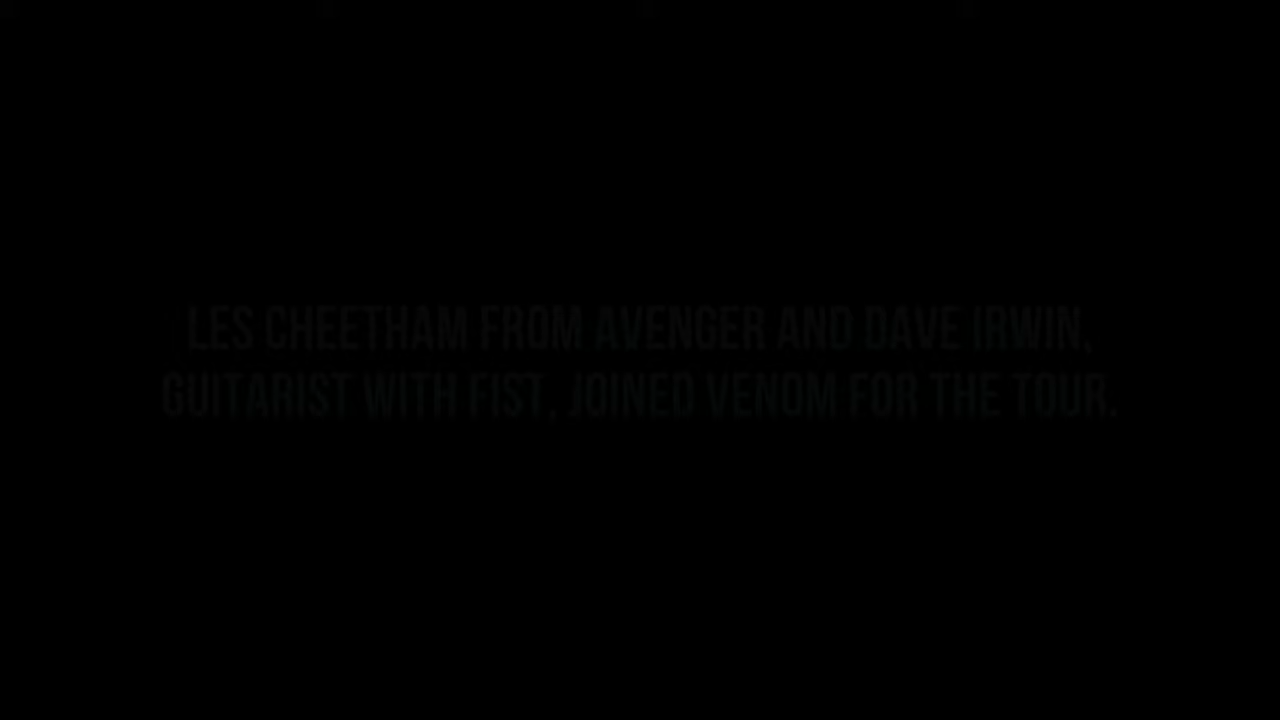 LES CHEETHAM FROM AVENGER AND DAVE IRWIN,
GUITARIST WITH FIST, JOINED VENOM FOR THE TOUR.